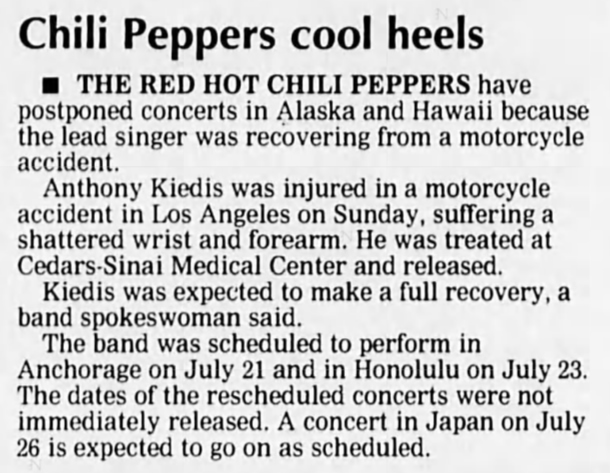 Chili Peppers cool heels
■ THE RED HOT CHILI PEPPERS have
postponed concerts in Alaska and Hawaii because
the lead singer was recovering from a motorcycle
accident.
Anthony Kiedis was injured in a motorcycle
accident in Los Angeles on Sunday, suffering a
shattered wrist and forearm. He was treated at
Cedars-Sinai Medical Center and released.
Kiedis was expected to make a full recovery, a
band spokeswoman said.
The band was scheduled to perform in
Anchorage on July 21 and in Honolulu on July 23.
The dates of the rescheduled concerts were not
immediately released. A concert in Japan on July
26 is expected to go on as scheduled.